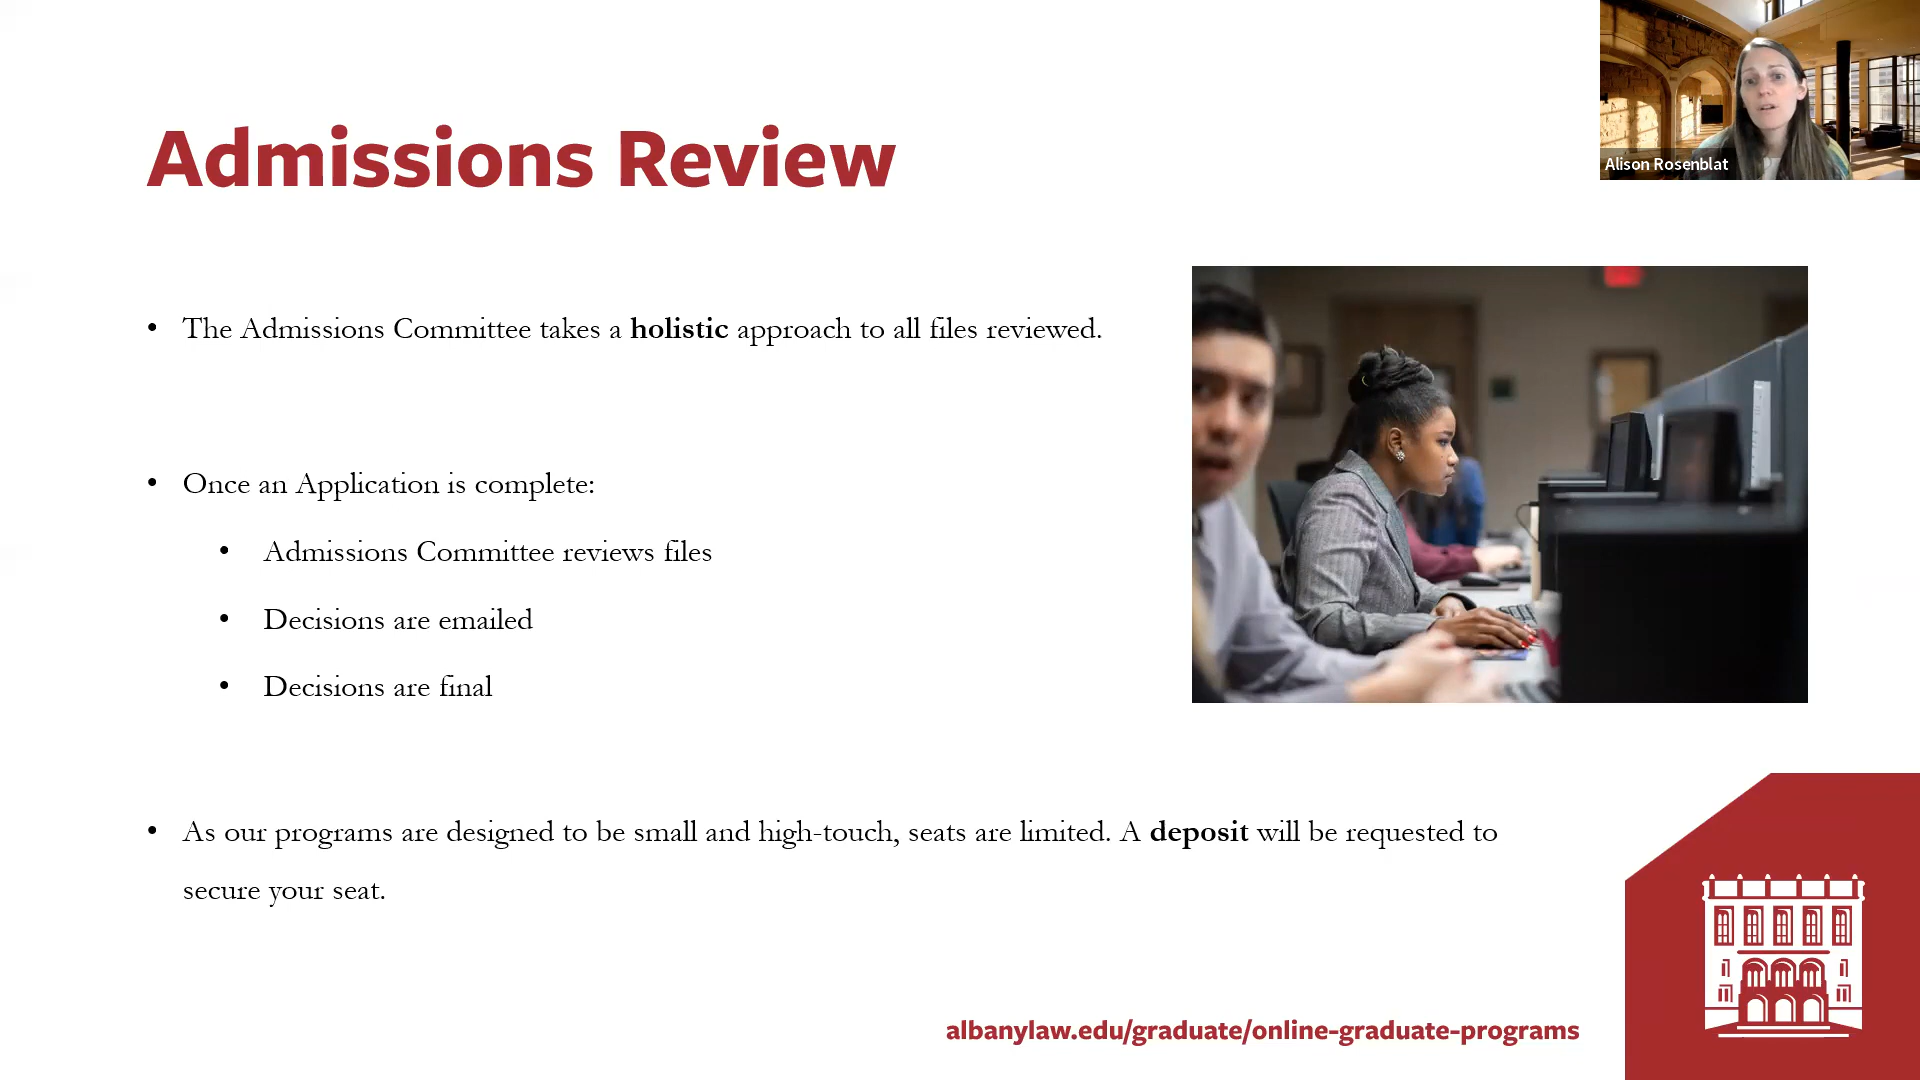 Admissions Review
Alison Rosenblat
• The Admissions Committee takes a holistic approach to all files reviewed.
• Once an Application is complete:
• Admissions Committee reviews files
• Decisions are emailed
• Decisions are final
• As our programs are designed to be small and high-touch, seats are limited. A deposit will be requested to
secure your seat.
albanylaw.edu/graduate/online-graduate-programs